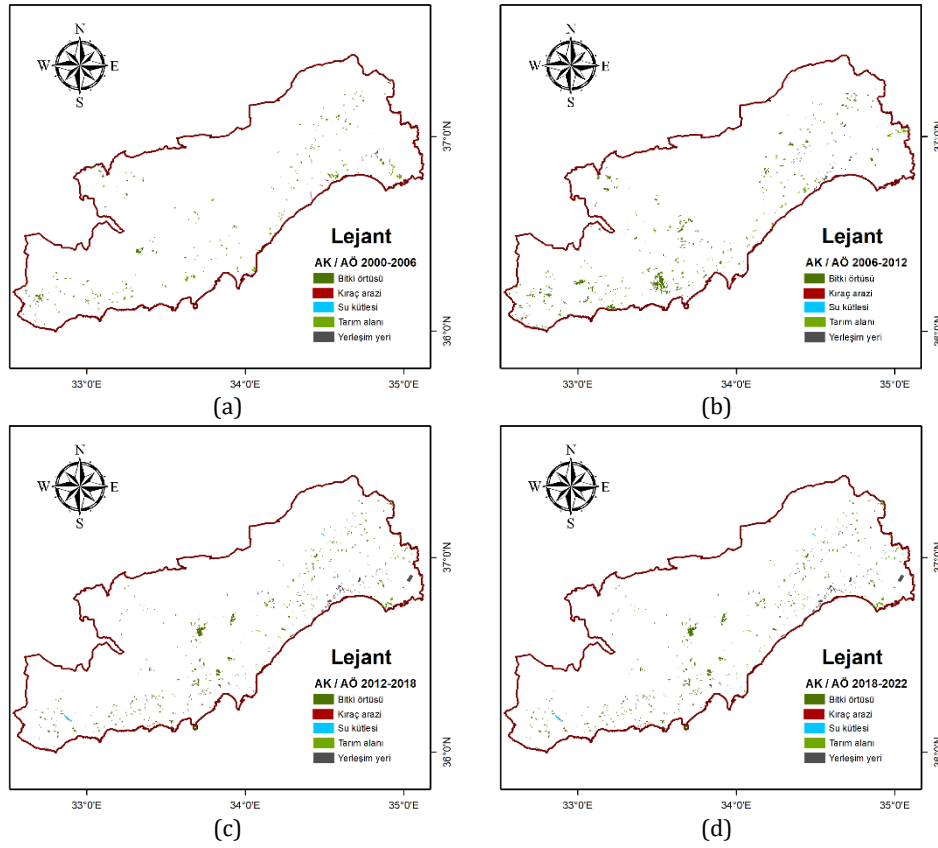 N
W E
S
37°0'N
Lejant
AK / AÖ 2000-2006
Bitki örtüsü
Kıraç arazi
Su kütlesi
Tarım alanı
Yerleşim yeri
36°0'N
33°0'E 34°0'E 35°0'E
(a)
N
W E
S
37°0'N
Lejant
AK / AÖ 2006-2012
Bitki örtüsü
Kıraç arazi
Su kütlesi
Tarım alanı
Yerleşim yeri
36°0'N
33°0'E 34°0'E 35°0'E
(b)
N
W E
S
37°0'N
Lejant
AK / AÖ 2012-2018
Bitki örtüsü
Kıraç arazi
Su kütlesi
Tarım alanı
Yerleşim yeri
36°0'N
33°0'E 34°0'E 35°0'E
(c)
N
W E
S
37°0'N
Lejant
AK / AÖ 2018-2022
Bitki örtüsü
Kıraç arazi
Su kütlesi
Tarım alanı
Yerleşim yeri
36°0'N
33°0'E 34°0'E 35°0'E
(d)